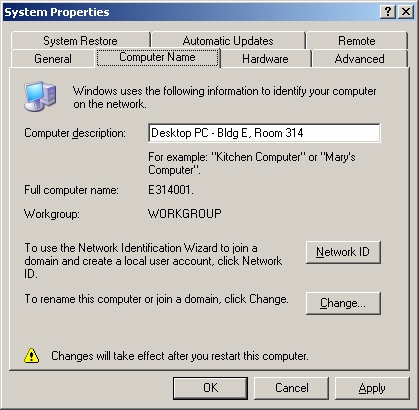 System Properties
System Restore Automatic Updates Remote
General Computer Name Hardware Advanced
Windows uses the following information to identify your computer
on the network.
Computer description: Desktop PC - Bldg E, Room 314
For example: "Kitchen Computer" or "Mary's
Computer".
Full computer name: E314001.
Workgroup: WORKGROUP
To use the Network Identification Wizard to join a
domain and create a local user account, click Network
ID.
Network ID
To rename this computer or join a domain, click Change.
Change...
Changes will take effect after you restart this computer.
OK Cancel Apply